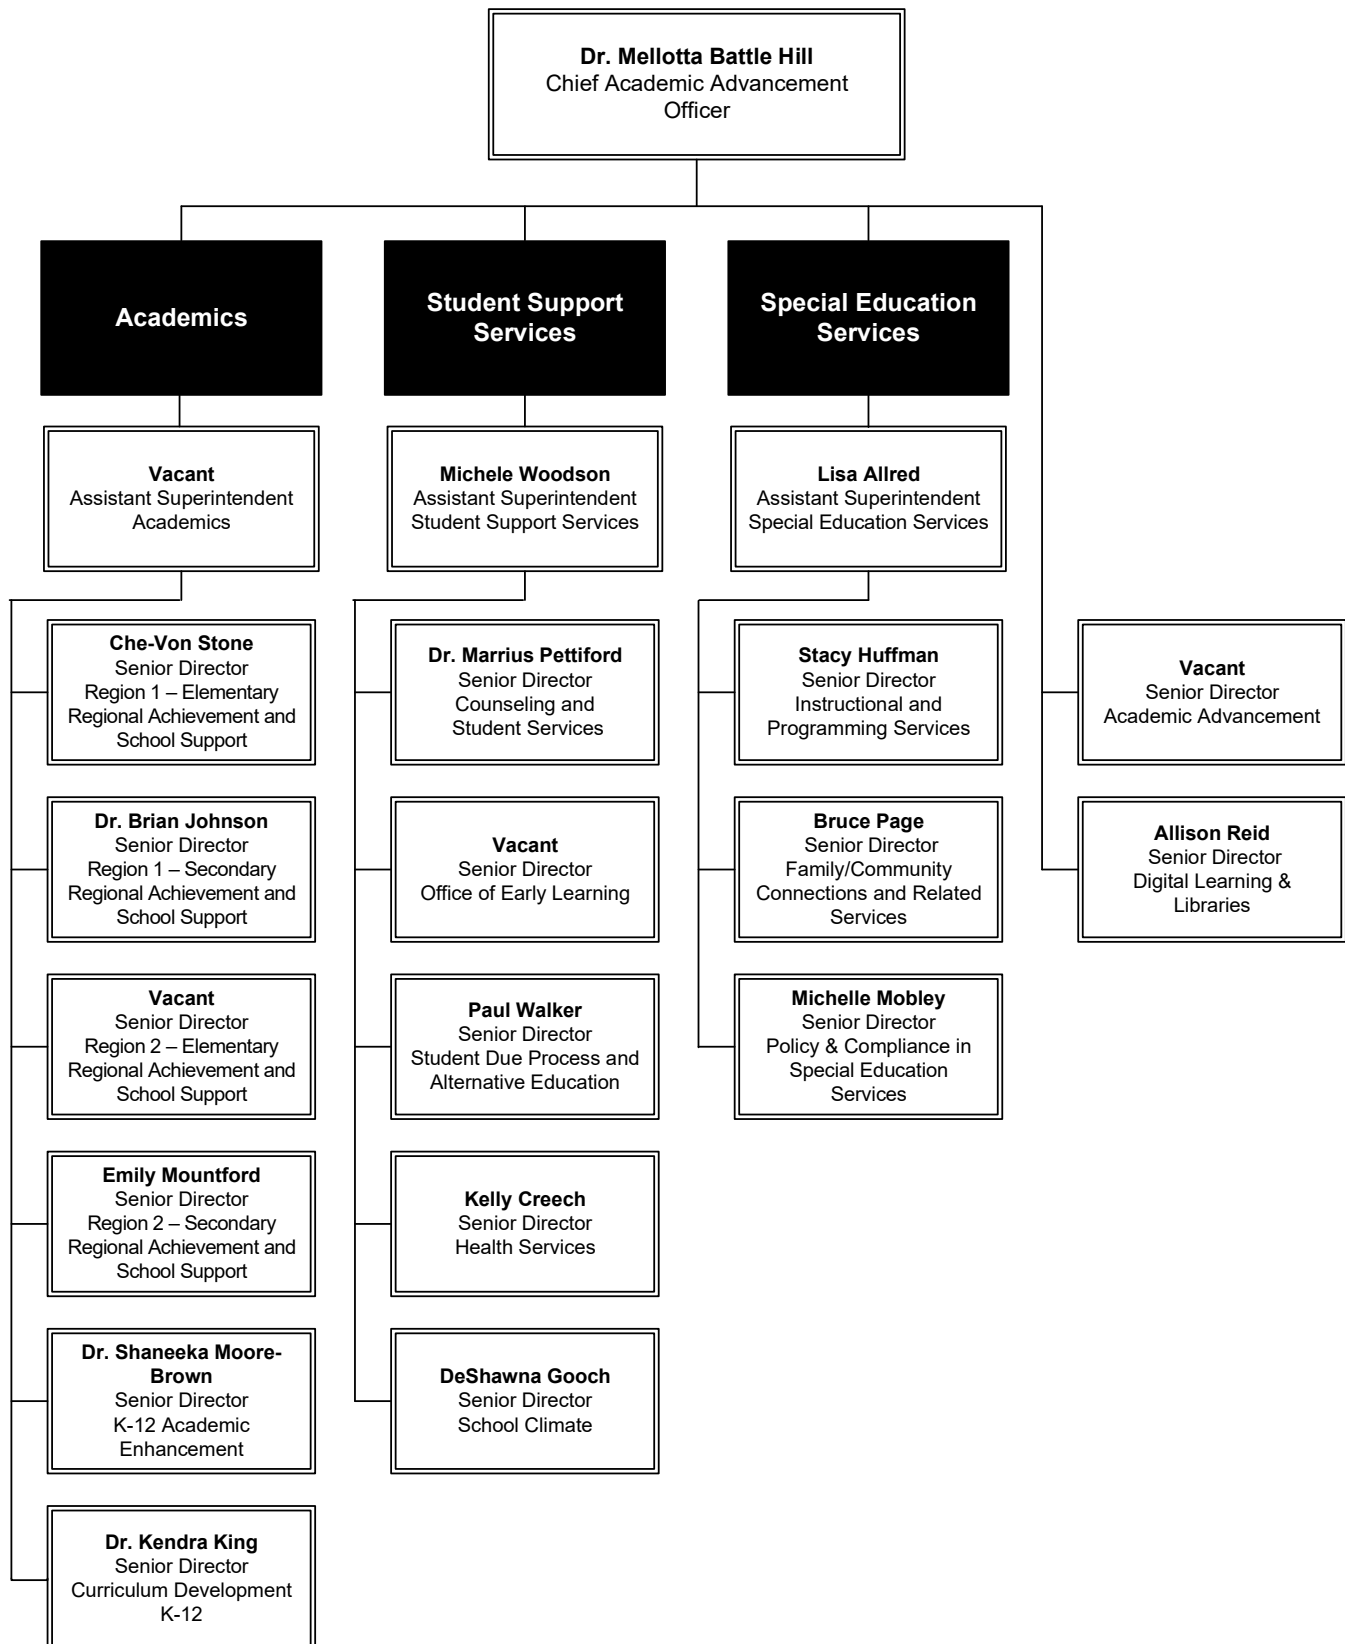 Dr. Mellotta Battle Hill
Chief Academic Advancement
Officer
Academics
Student Support
Services
Special Education
Services
Vacant
Assistant Superintendent
Academics
Michele Woodson
Assistant Superintendent
Student Support Services
Lisa Allred
Assistant Superintendent
Special Education Services
Che-Von Stone
Senior Director
Region 1 – Elementary
Regional Achievement and
School Support
Dr. Marrius Pettiford
Senior Director
Counseling and
Student Services
Stacy Huffman
Senior Director
Instructional and
Programming Services
Vacant
Senior Director
Academic Advancement
Dr. Brian Johnson
Senior Director
Region 1 – Secondary
Regional Achievement and
School Support
Vacant
Senior Director
Office of Early Learning
Bruce Page
Senior Director
Family/Community
Connections and Related
Services
Allison Reid
Senior Director
Digital Learning &
Libraries
Vacant
Senior Director
Region 2 – Elementary
Regional Achievement and
School Support
Paul Walker
Senior Director
Student Due Process and
Alternative Education
Michelle Mobley
Senior Director
Policy & Compliance in
Special Education
Services
Emily Mountford
Senior Director
Region 2 – Secondary
Regional Achievement and
School Support
Kelly Creech
Senior Director
Health Services
Dr. Shaneeka Moore-
Brown
Senior Director
K-12 Academic
Enhancement
DeShawna Gooch
Senior Director
School Climate
Dr. Kendra King
Senior Director
Curriculum Development
K-12